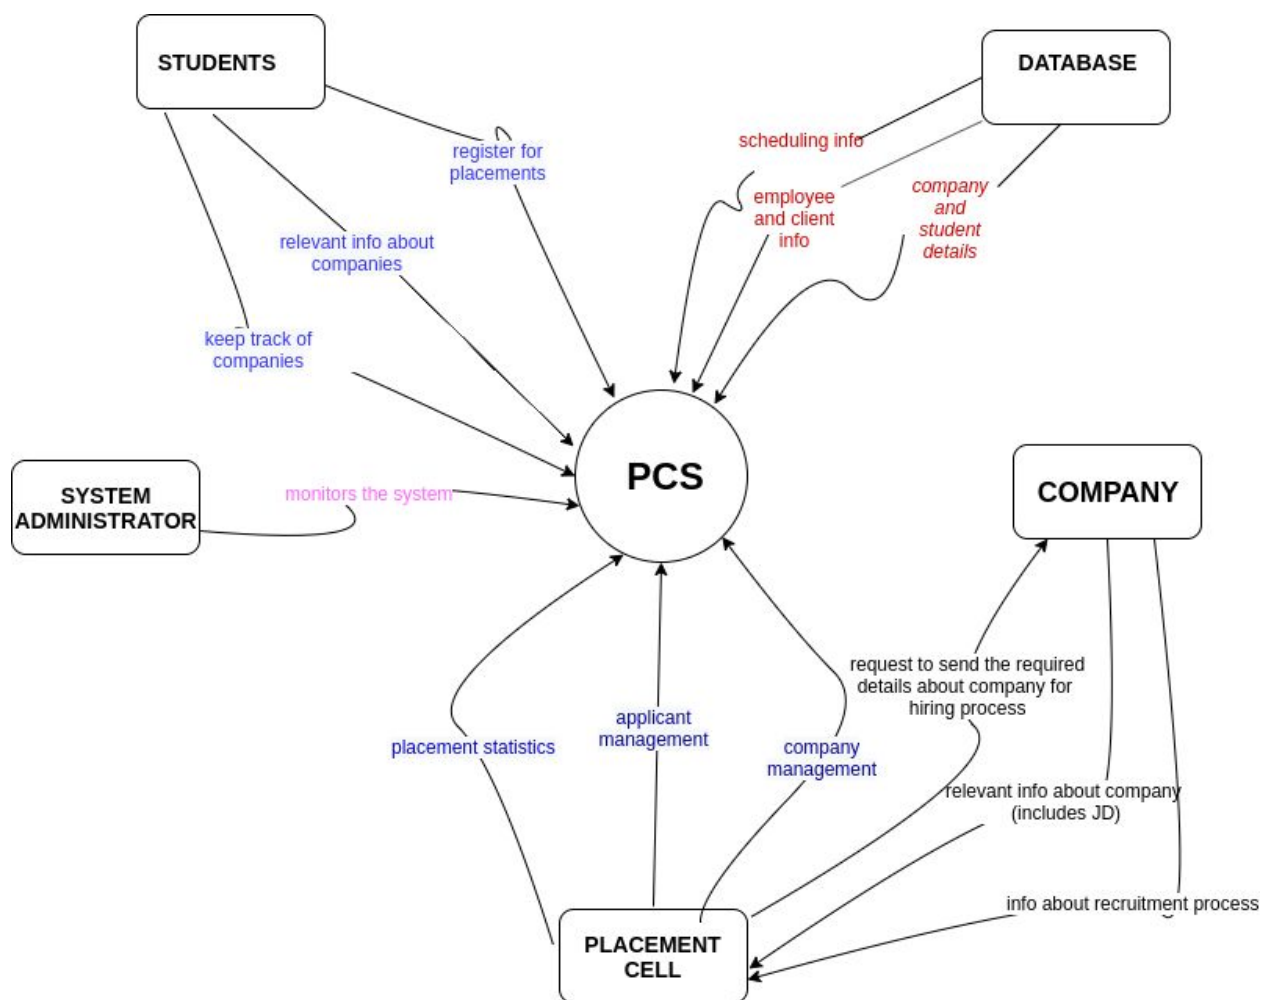 STUDENTS
DATABASE
scheduling info
register for
placements
employee
and client
info
company
and
student
details
relevant info about
companies
keep track of
companies
PCS
SYSTEM
ADMINISTRATOR
monitors the system
COMPANY
request to send the required
details about company for
hiring process
applicant
management
placement statistics
company
management
relevant info about company
(includes JD)
info about recruitment process
PLACEMENT
CELL